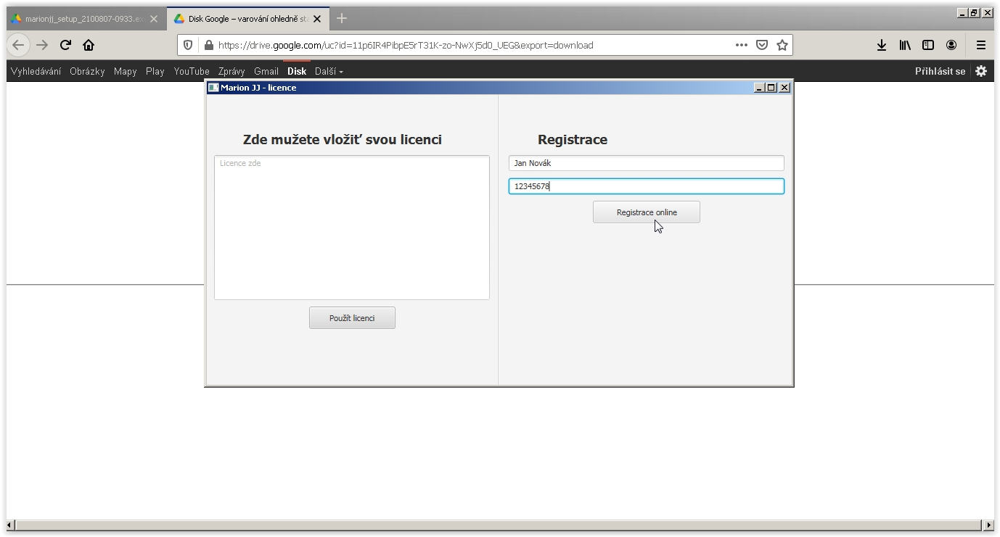 marionjj_setup_2100807-0933.ex
Disk Google – varování ohledně sta
https://drive.google.com/uc?id=11p6IR4PibpE5rT31K-zo-NwXj5d0_UEG&export=download
Vyhledávání Obrázky Mapy Play YouTube Zprávy Gmail Disk Další Přihlásit se
Marion JJ - licence
Zde mužete vložiť svou licenci
Licence zde
Použít licenci
Registrace
Jan Novák
12345678
Registrace online